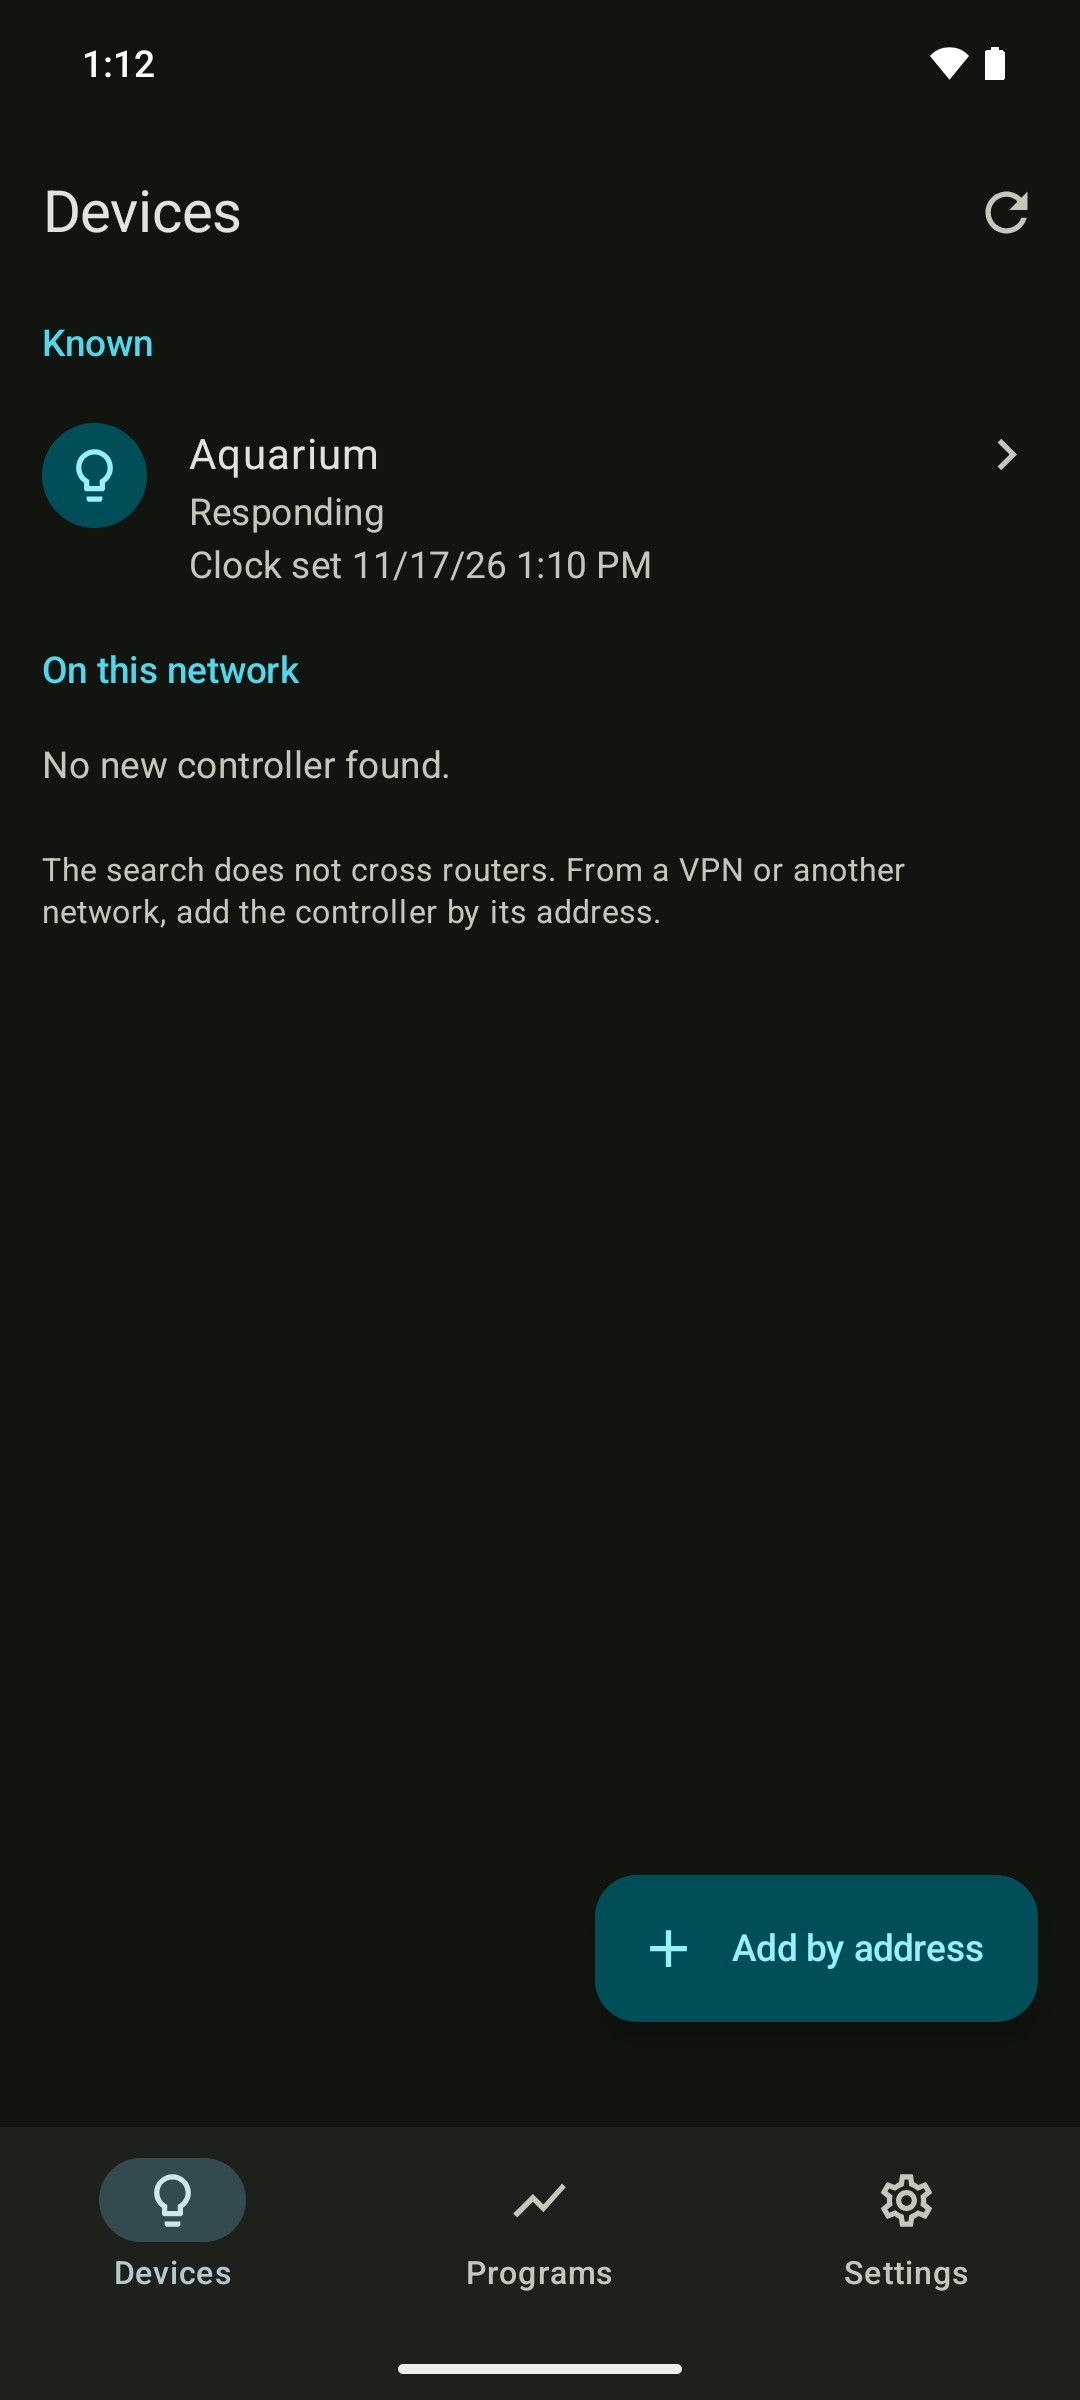 1:12
Devices
Known
Aquarium
Responding
Clock set 11/17/26 1:10 PM
On this network
No new controller found.
The search does not cross routers. From a VPN or another
network, add the controller by its address.
Add by address
Devices
Programs
Settings